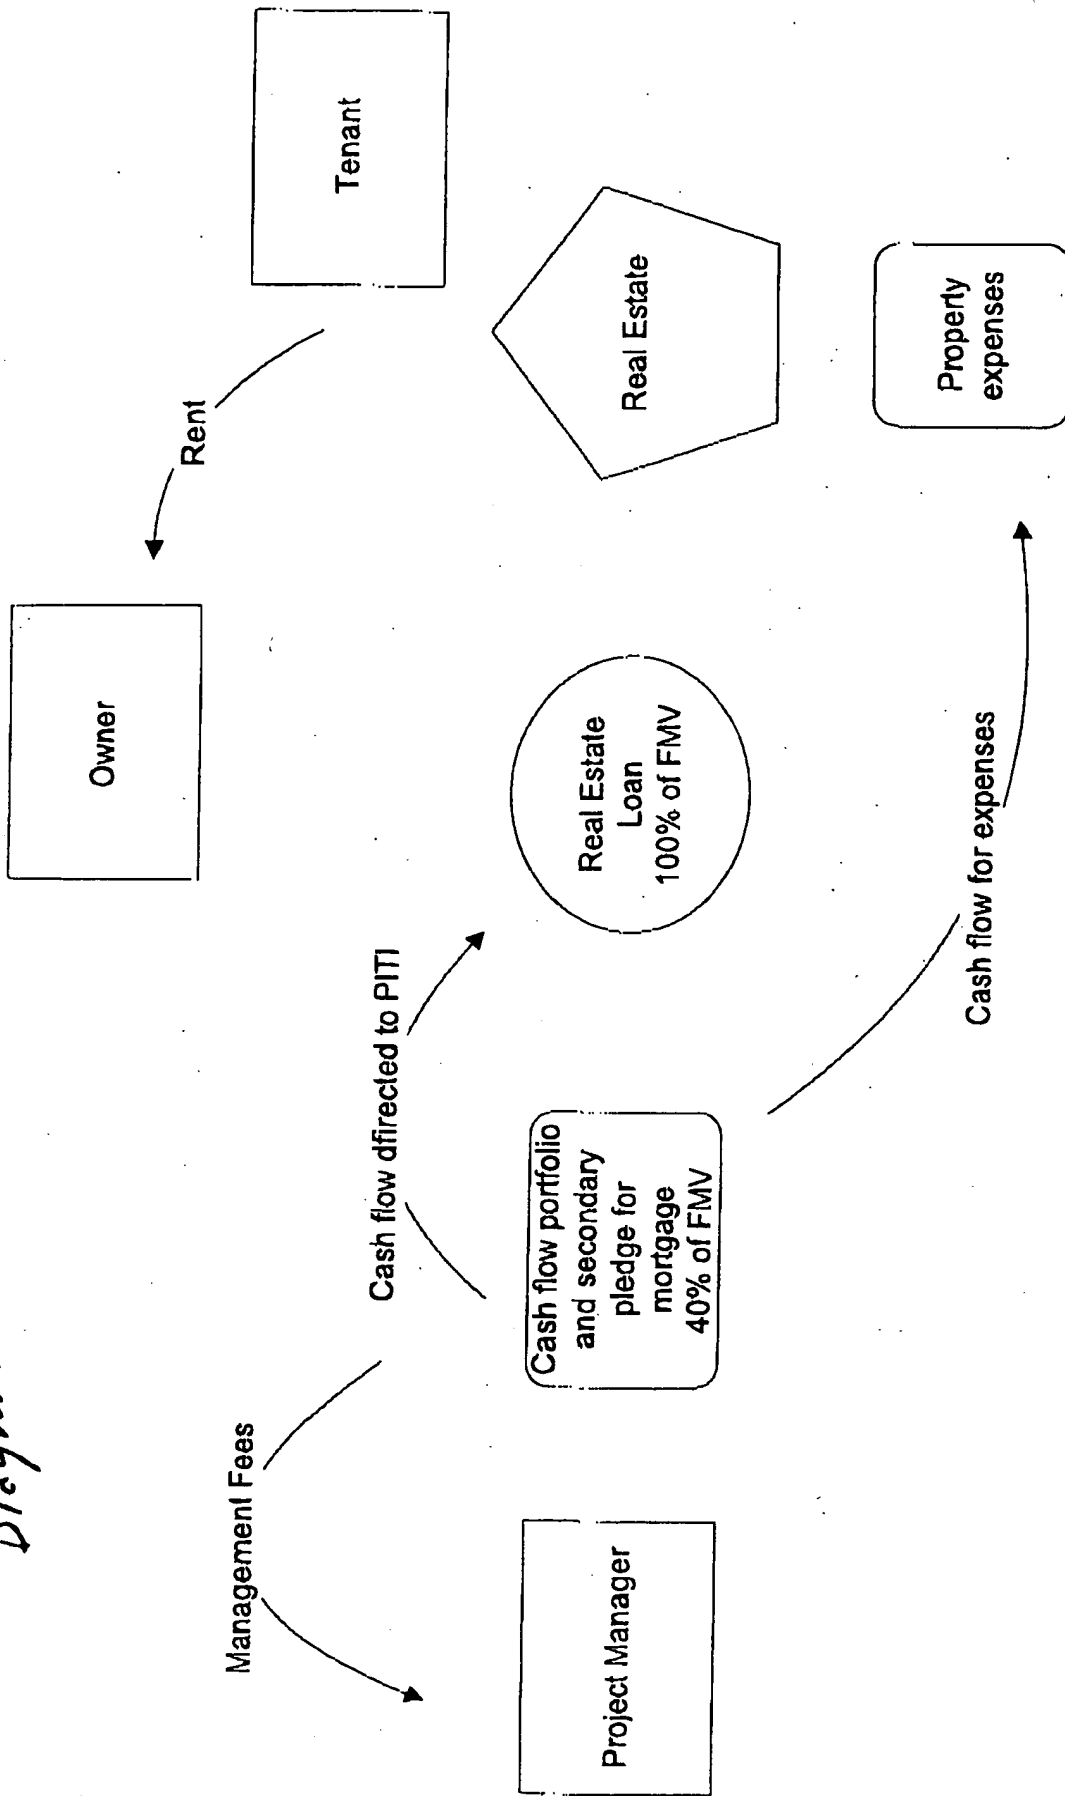 Owner
Rent
Tenant
Management Fees
Cash flow dfirected to PITI
Project Manager
Cash flow portfolio
and secondary
pledge for
mortgage
40% of FMV
Real Estate
Loan
100% of FMV
Real Estate
Cash flow for expenses
Property
expenses